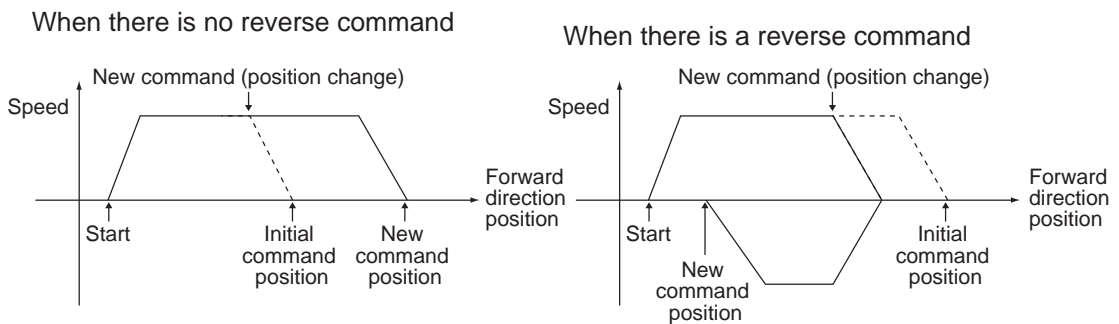 When there is no reverse command
New command (position change)
Speed
Forward
direction
position
Start
Initial
command
position
New
command
position
When there is a reverse command
New command (position change)
Speed
Forward
direction
position
Start
New
command
position
Initial
command
position